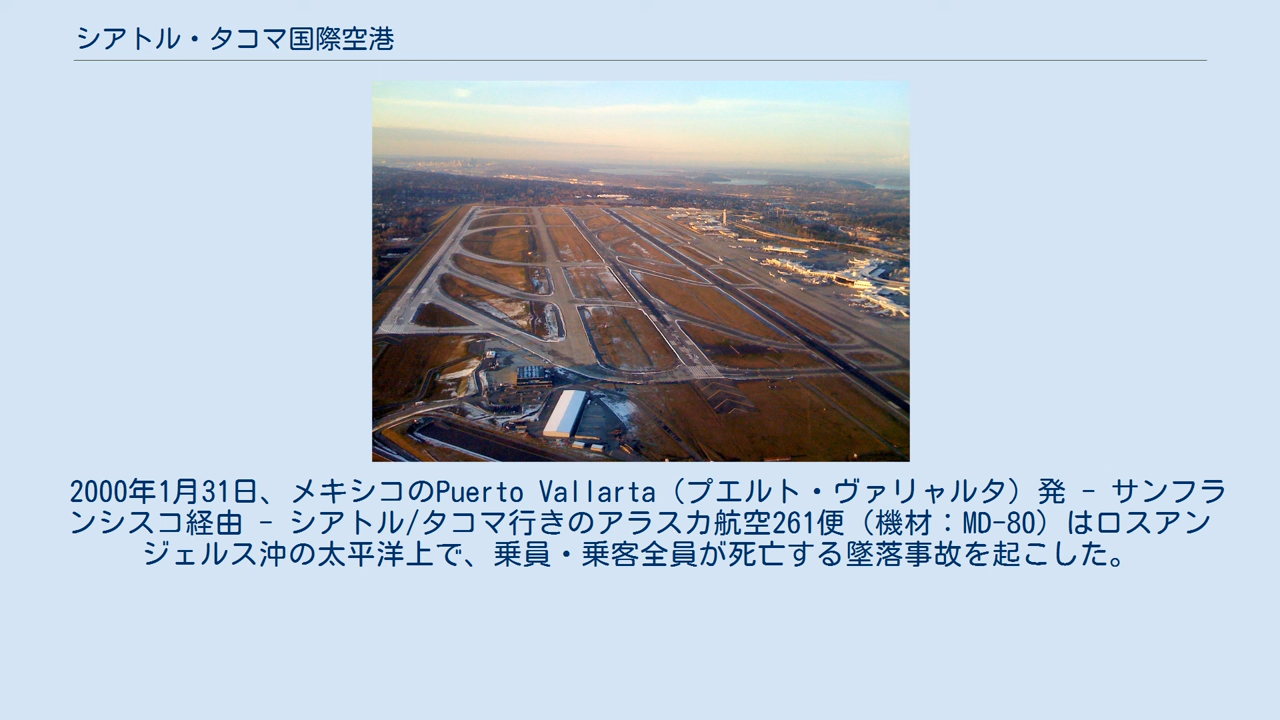 シアトル・タコマ国際空港
2000年1月31日、メキシコのPuerto Vallarta（プエルト・ヴァリャルタ）発 - サンフラ
ンシスコ経由 - シアトル/タコマ行きのアラスカ航空261便（機材：MD-80）はロスアン
ジェルス沖の太平洋上で、乗員・乗客全員が死亡する墜落事故を起こした。